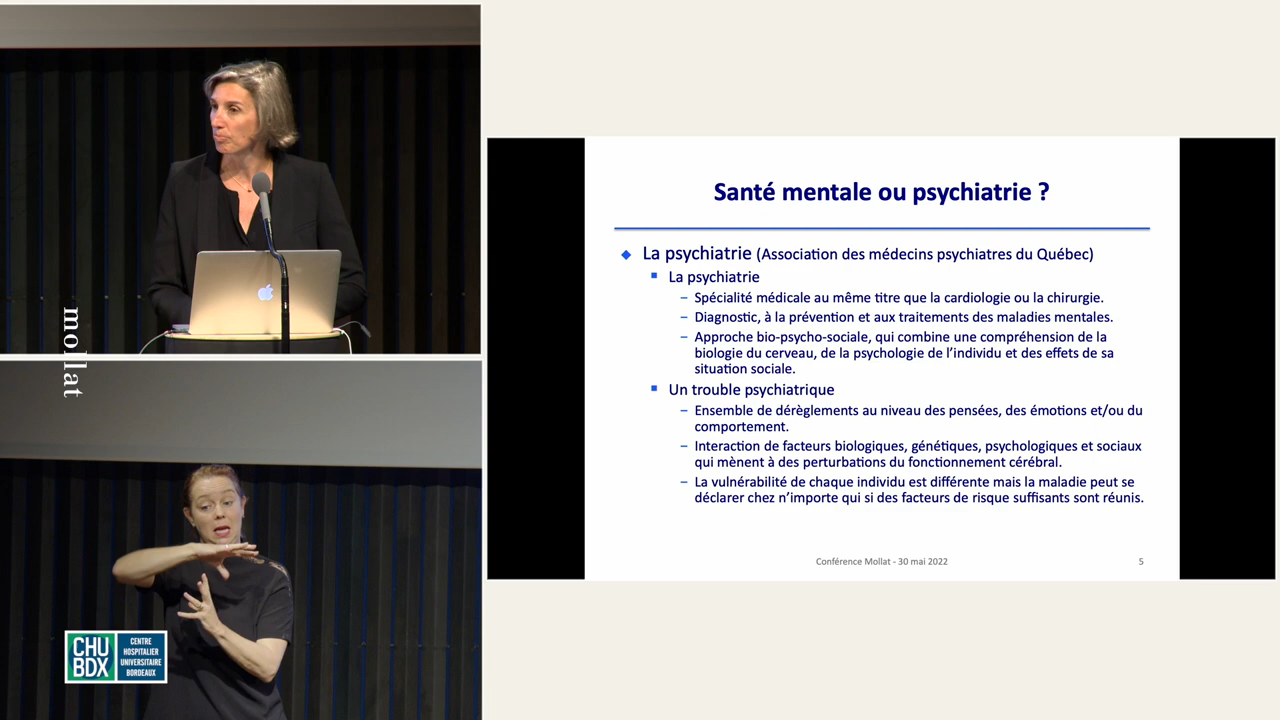 mollat
CHU
BDX
CENTRE
HOSPITALIER
UNIVERSITAIRE
BORDEAUX
Santé mentale ou psychiatrie ?
La psychiatrie (Association des médecins psychiatres du Québec)
La psychiatrie
– Spécialité médicale au même titre que la cardiologie ou la chirurgie.
– Diagnostic, à la prévention et aux traitements des maladies mentales.
– Approche bio-psycho-sociale, qui combine une compréhension de la
biologie du cerveau, de la psychologie de l'individu et des effets de sa
situation sociale.
Un trouble psychiatrique
– Ensemble de dérèglements au niveau des pensées, des émotions et/ou du
comportement.
– Interaction de facteurs biologiques, génétiques, psychologiques et sociaux
qui mènent à des perturbations du fonctionnement cérébral.
– La vulnérabilité de chaque individu est différente mais la maladie peut se
déclarer chez n'importe qui si des facteurs de risque suffisants sont réunis.
Conférence Mollat - 30 mai 2022
5